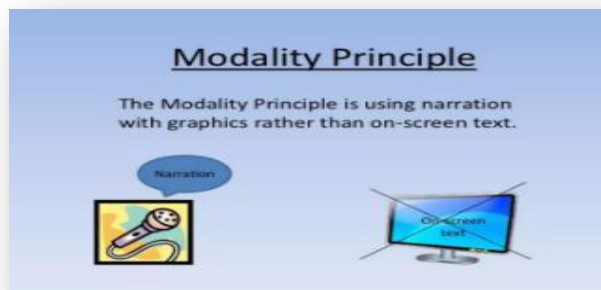 Modality Principle
The Modality Principle is using narration
with graphics rather than on-screen text.
Narration
On-screen
text